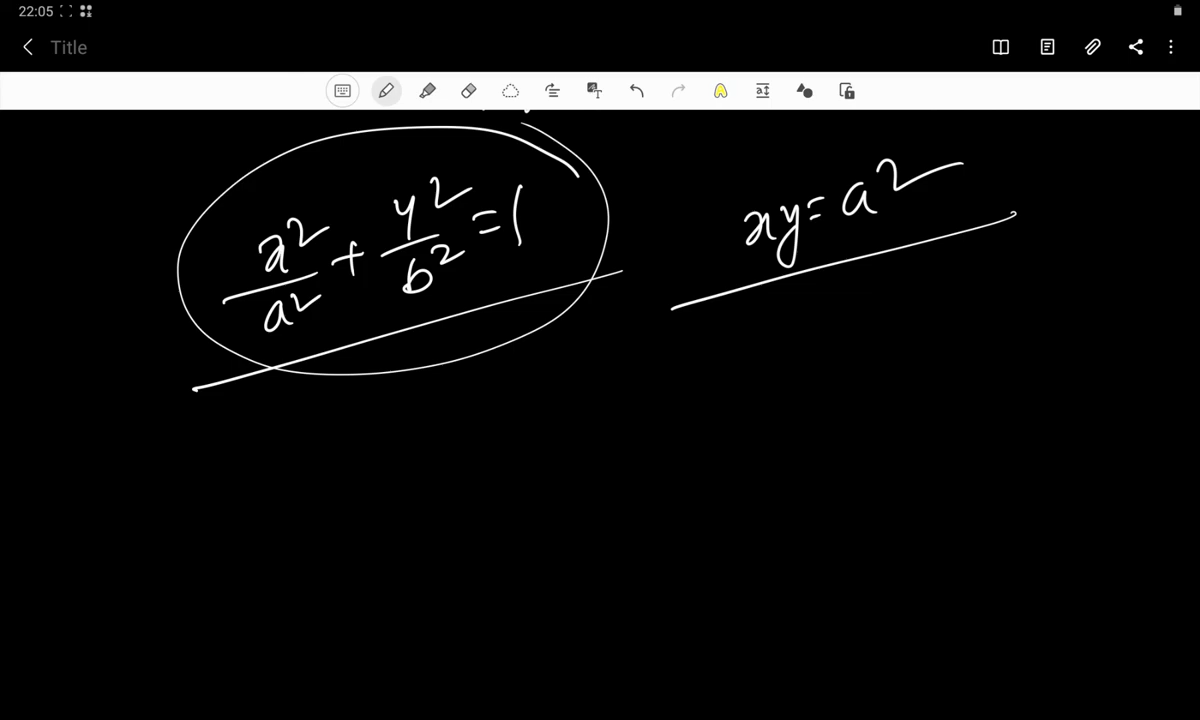 22:05
Title
x²/a² + y²/b² = 1
xy = a²